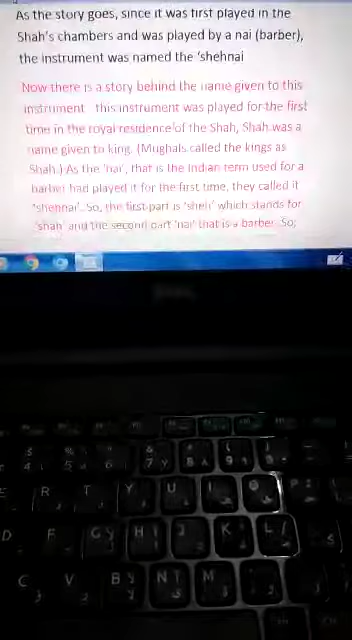 As the story goes, since it was first played in the
Shah's chambers and was played by a nai (barber),
the instrument was named the 'shehnai
Now there is a story behind the name given to this
instrument this instrument was played for the first
time in the royal residence of the Shah, Shah was a
name given to king. (Mughals called the kings as
Shah.) As the 'nai', that is the Indian term used for a
barber had played it for the first time, they called it
'shehnai'. So, the first part is 'sheh' which stands for
'shah' and the second part 'nai' that is a barber. So,
R T Y U I P
D F G H J K L
C V B N M